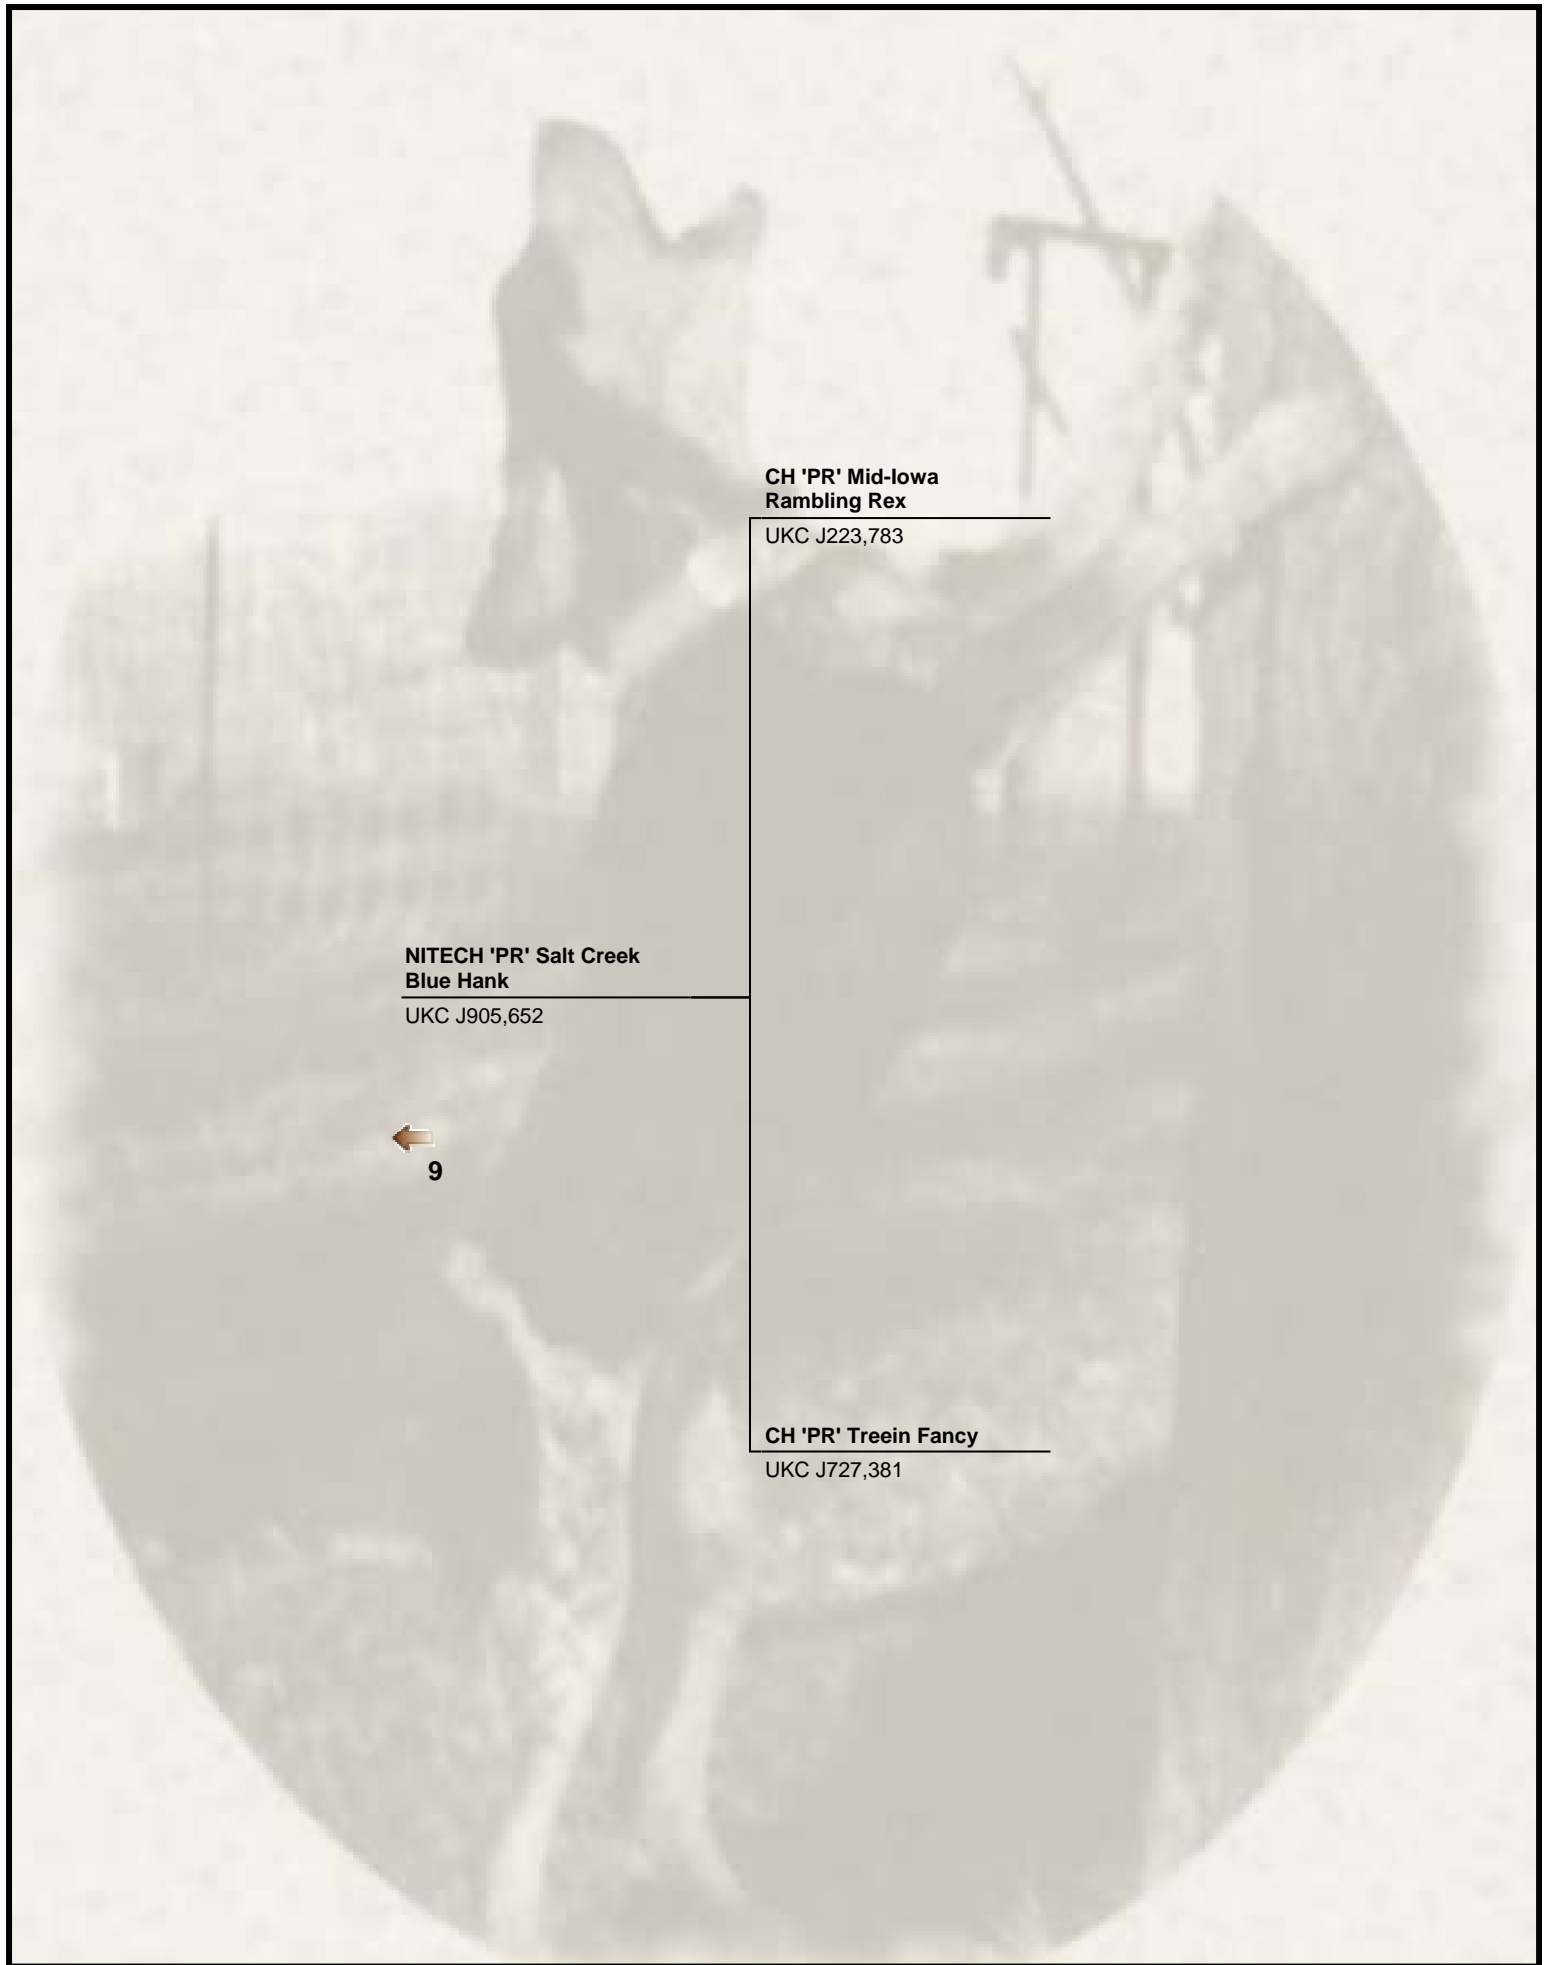 CH 'PR' Mid-Iowa
Rambling Rex
UKC J223,783
NITECH 'PR' Salt Creek
Blue Hank
UKC J905,652
9
CH 'PR' Treein Fancy
UKC J727,381